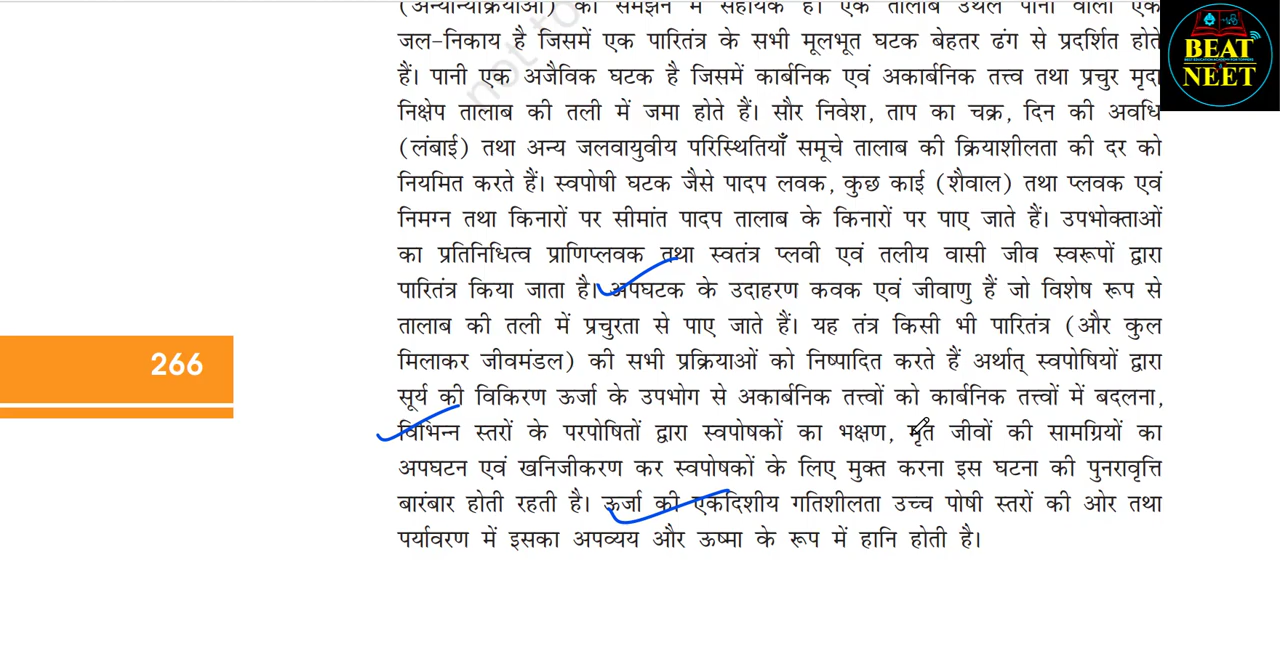 (अन्यान्यक्रियाओं) को समझने में सहायक है। एक तालाब उथले पानी वाला एक
जल-निकाय है जिसमें एक पारितंत्र के सभी मूलभूत घटक बेहतर ढंग से प्रदर्शित होते
हैं। पानी एक अजैविक घटक है जिसमें कार्बनिक एवं अकार्बनिक तत्त्व तथा प्रचुर मृदा
निक्षेप तालाब की तली में जमा होते हैं। सौर निवेश, ताप का चक्र, दिन की अवधि
(लंबाई) तथा अन्य जलवायुवीय परिस्थितियाँ समूचे तालाब की क्रियाशीलता की दर को
नियमित करते हैं। स्वपोषी घटक जैसे पादप लवक, कुछ काई (शैवाल) तथा प्लवक एवं
निमग्न तथा किनारों पर सीमांत पादप तालाब के किनारों पर पाए जाते हैं। उपभोक्ताओं
का प्रतिनिधित्व प्राणिप्लवक तथा स्वतंत्र प्लवी एवं तलीय वासी जीव स्वरूपों द्वारा
पारितंत्र किया जाता है। अपघटक के उदाहरण कवक एवं जीवाणु हैं जो विशेष रूप से
तालाब की तली में प्रचुरता से पाए जाते हैं। यह तंत्र किसी भी पारितंत्र (और कुल
मिलाकर जीवमंडल) की सभी प्रक्रियाओं को निष्पादित करते हैं अर्थात् स्वपोषियों द्वारा
सूर्य की विकिरण ऊर्जा के उपभोग से अकार्बनिक तत्त्वों को कार्बनिक तत्त्वों में बदलना,
विभिन्न स्तरों के परपोषितों द्वारा स्वपोषकों का भक्षण, मृत जीवों की सामग्रियों का
अपघटन एवं खनिजीकरण कर स्वपोषकों के लिए मुक्त करना इस घटना की पुनरावृत्ति
बारंबार होती रहती है। ऊर्जा की एकदिशीय गतिशीलता उच्च पोषी स्तरों की ओर तथा
पर्यावरण में इसका अपव्यय और ऊष्मा के रूप में हानि होती है।
266
not to
BEAT
NEET